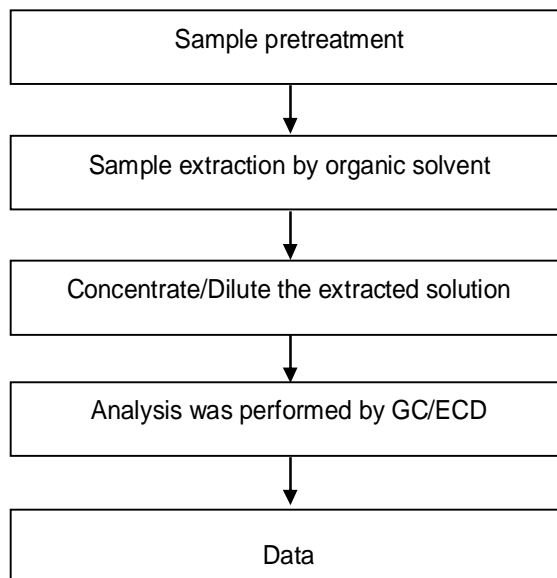 Sample pretreatment
Sample extraction by organic solvent
Concentrate/Dilute the extracted solution
Analysis was performed by GC/ECD
Data